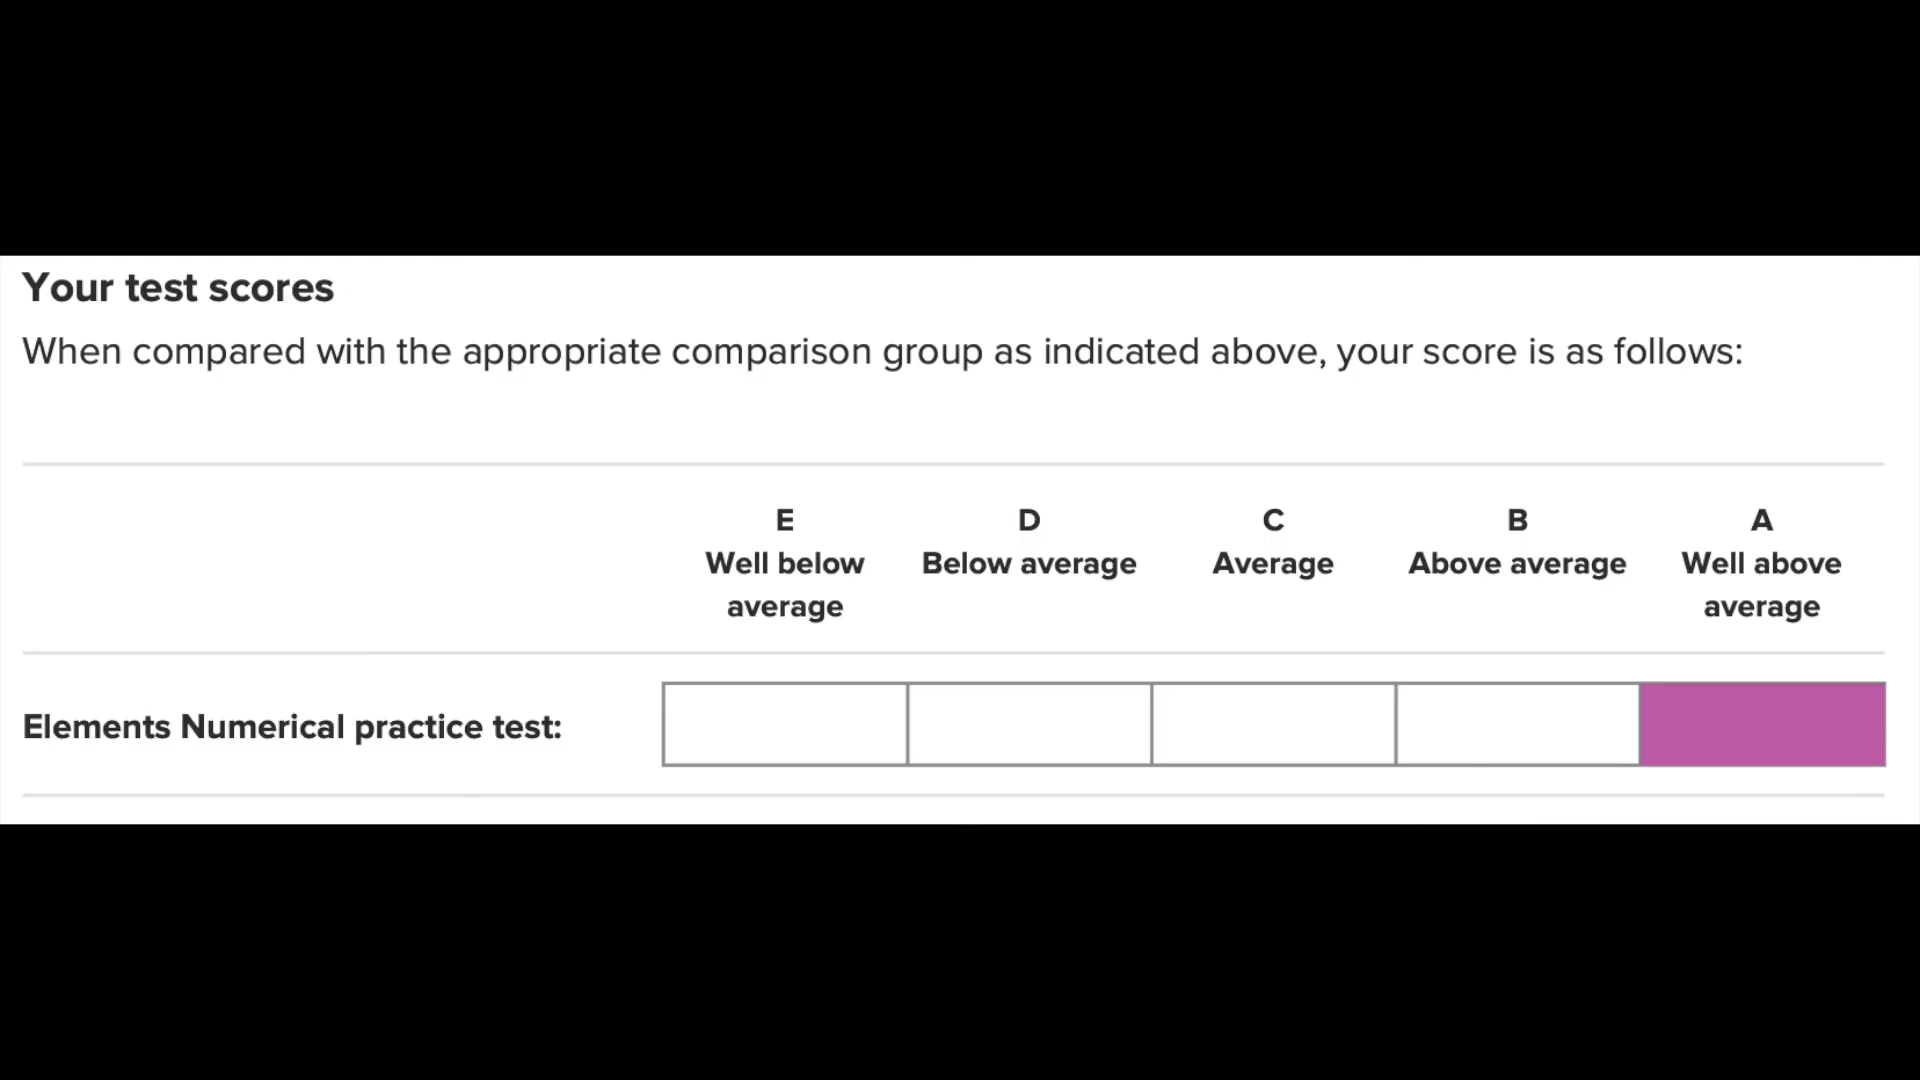 Your test scores
When compared with the appropriate comparison group as indicated above, your score is as follows:
E D C B A
Well below average Below average Average Above average Well above average
Elements Numerical practice test: